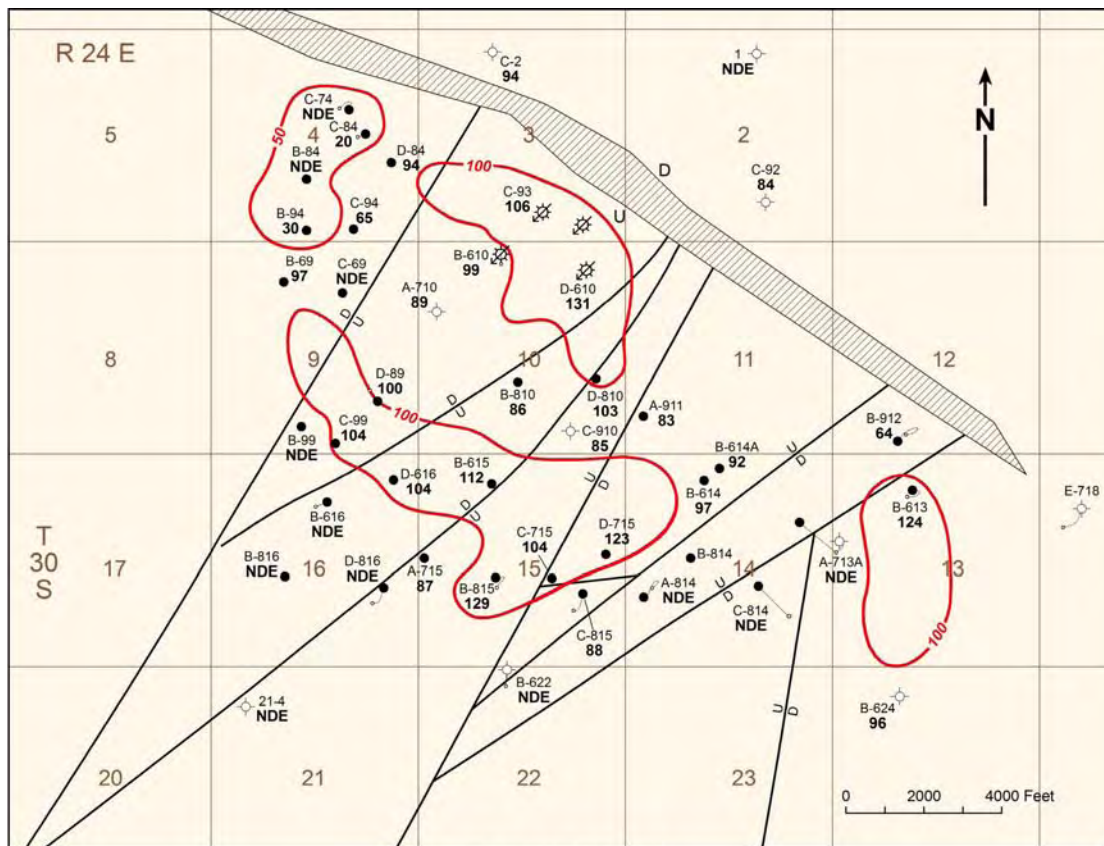 R 24 E
C-2
94
1
NDE
N
5
4
3
2
50
C-74
NDE
C-84
20
B-84
NDE
D-84
94
100
C-93
106
U
D
C-92
84
B-94
30
C-94
65
B-69
97
C-69
NDE
B-610
99
D-610
131
A-710
89
D
U
8
9
10
11
12
D-89
100
100
D
U
B-810
86
D-810
103
A-911
83
B-99
NDE
C-99
104
C-910
85
B-912
64
U
D
B-614A
92
U
D
D-616
104
B-615
112
B-614
97
B-613
124
E-718
B-616
NDE
D
U
D-715
123
C-715
104
T
30
S
17
16
15
14
13
B-816
NDE
D-816
NDE
A-715
87
B-815
129
B-814
A-814
NDE
U
D
C-814
NDE
A-713A
NDE
C-815
88
100
B-622
NDE
21-4
NDE
U
D
B-624
96
20
21
22
23
0 2000 4000 Feet